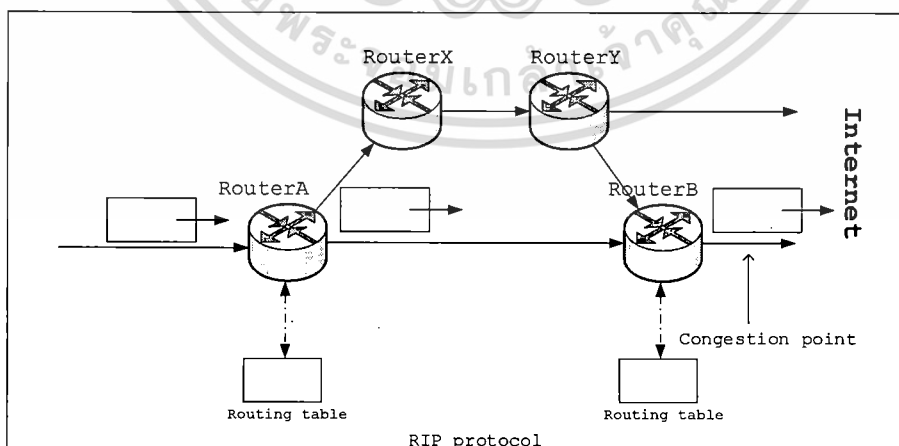 RouterX
RouterY
Internet
RouterA
RouterB
Congestion point
Routing table
Routing table
RIP protocol